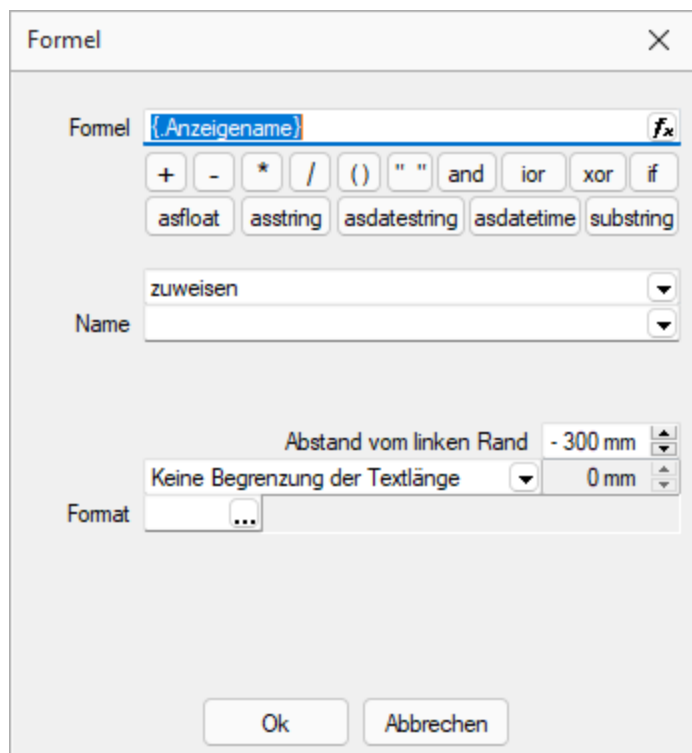 Formel
Formel {.Anzeigename} fx
+ - * / ( ) " " and ior xor if
asfloat asstring asdatestring asdatetime substring
zuweisen
Name
Abstand vom linken Rand - 300 mm
Keine Begrenzung der Textlänge 0 mm
Format ...
Ok Abbrechen